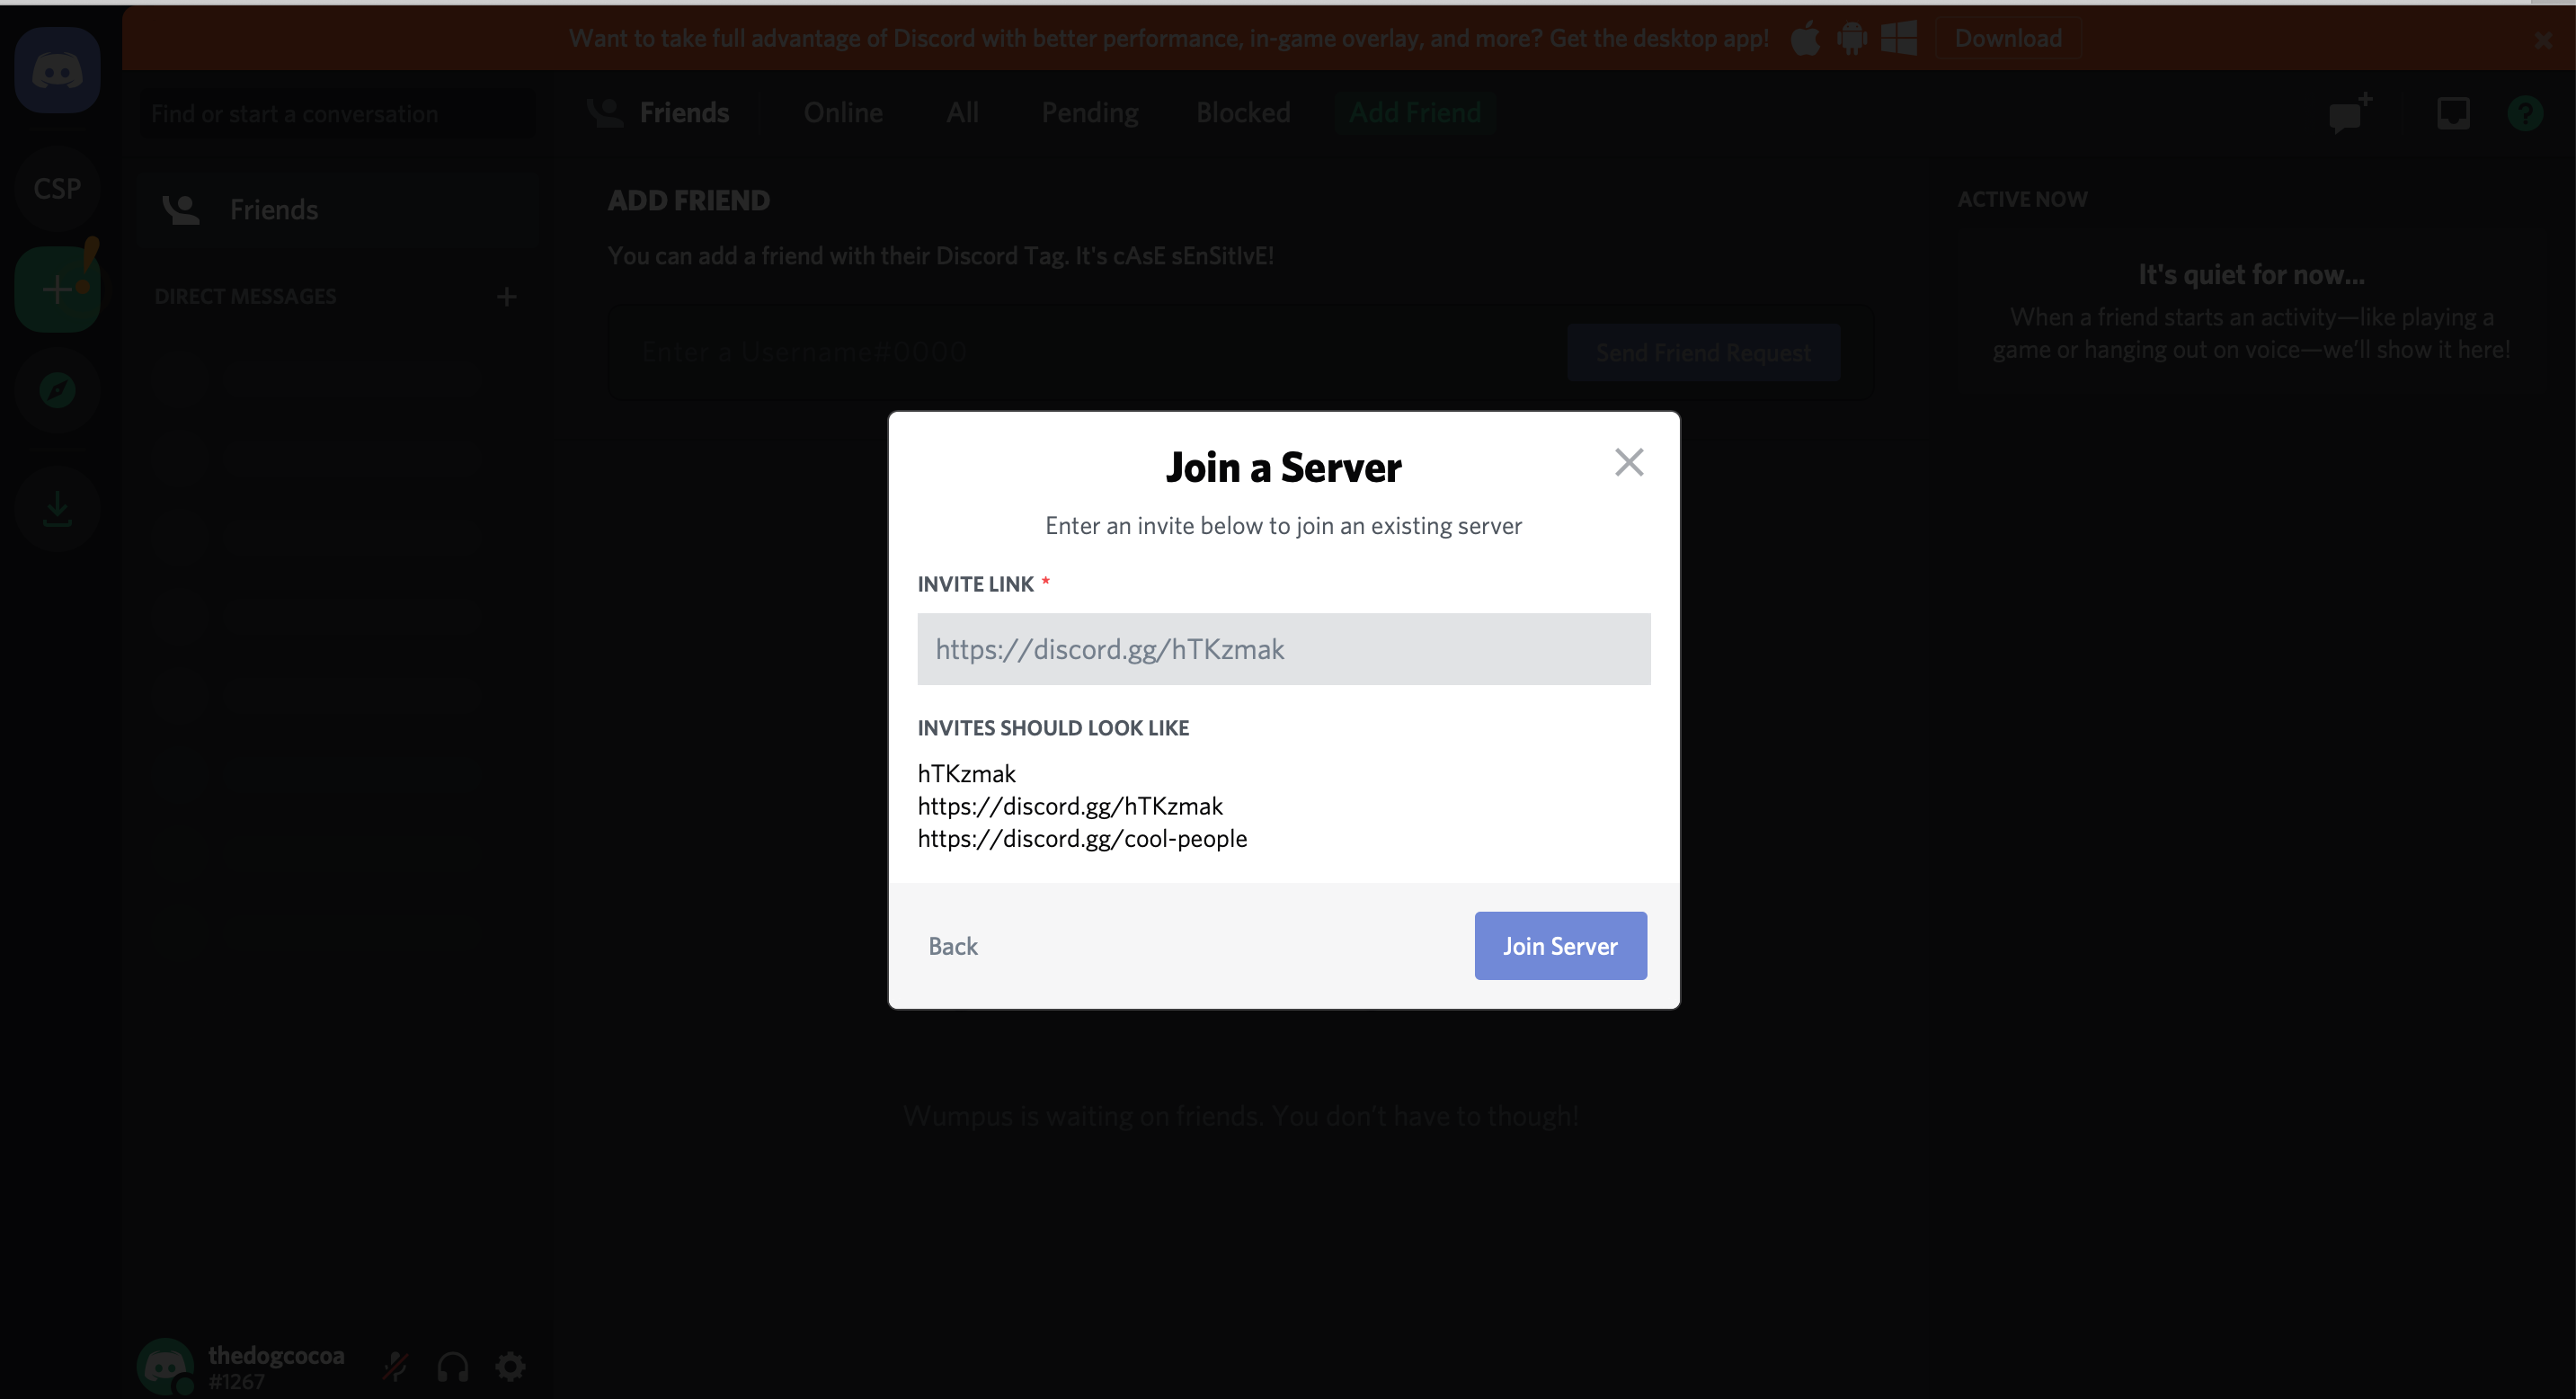 Want to take full advantage of Discord with better performance, in-game overlay, and more? Get the desktop app! Download
Find or start a conversation
Friends Online All Pending Blocked Add Friend
CSP
Friends
DIRECT MESSAGES
ADD FRIEND
You can add a friend with their Discord Tag. It's cAsE sEnSitIvE!
Enter a Username#0000
Send Friend Request
ACTIVE NOW
It's quiet for now...
When a friend starts an activity—like playing a
game or hanging out on voice—we'll show it here!
Join a Server
Enter an invite below to join an existing server
INVITE LINK *
https://discord.gg/hTKzmak
INVITES SHOULD LOOK LIKE
hTKzmak
https://discord.gg/hTKzmak
https://discord.gg/cool-people
Back
Join Server
Wumpus is waiting on friends. You don't have to though!
thedogcocoa
#1267